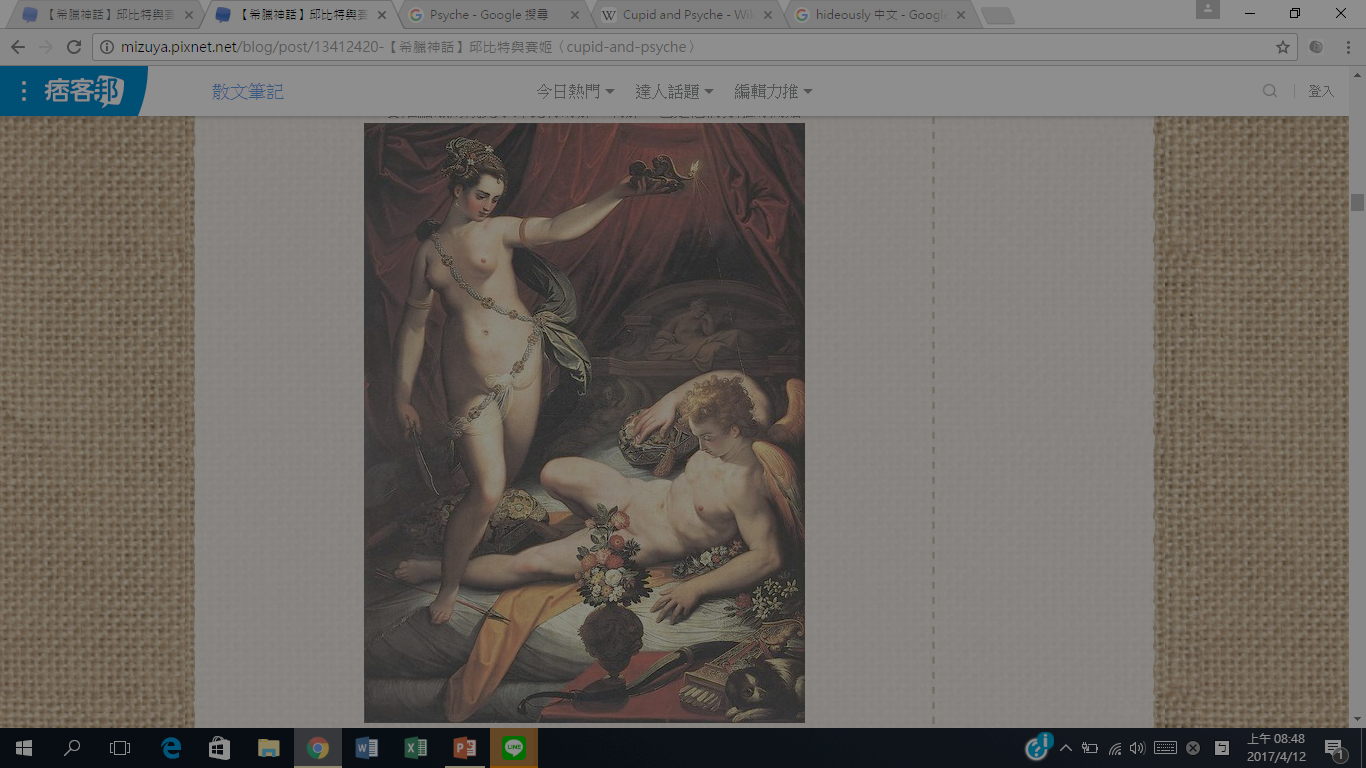 【希臘神話】邱比特與賽
【希臘神話】邱比特與賽
Psyche - Google 搜尋
Cupid and Psyche - Wi
hideously 中文 - Google
mizuya.pixnet.net/blog/post/13412420-【希臘神話】邱比特與賽姬〈cupid-and-psyche〉
痞客邦
散文筆記
今日熱門
達人話題
編輯力推
登入
上午 08:48
2017/4/12